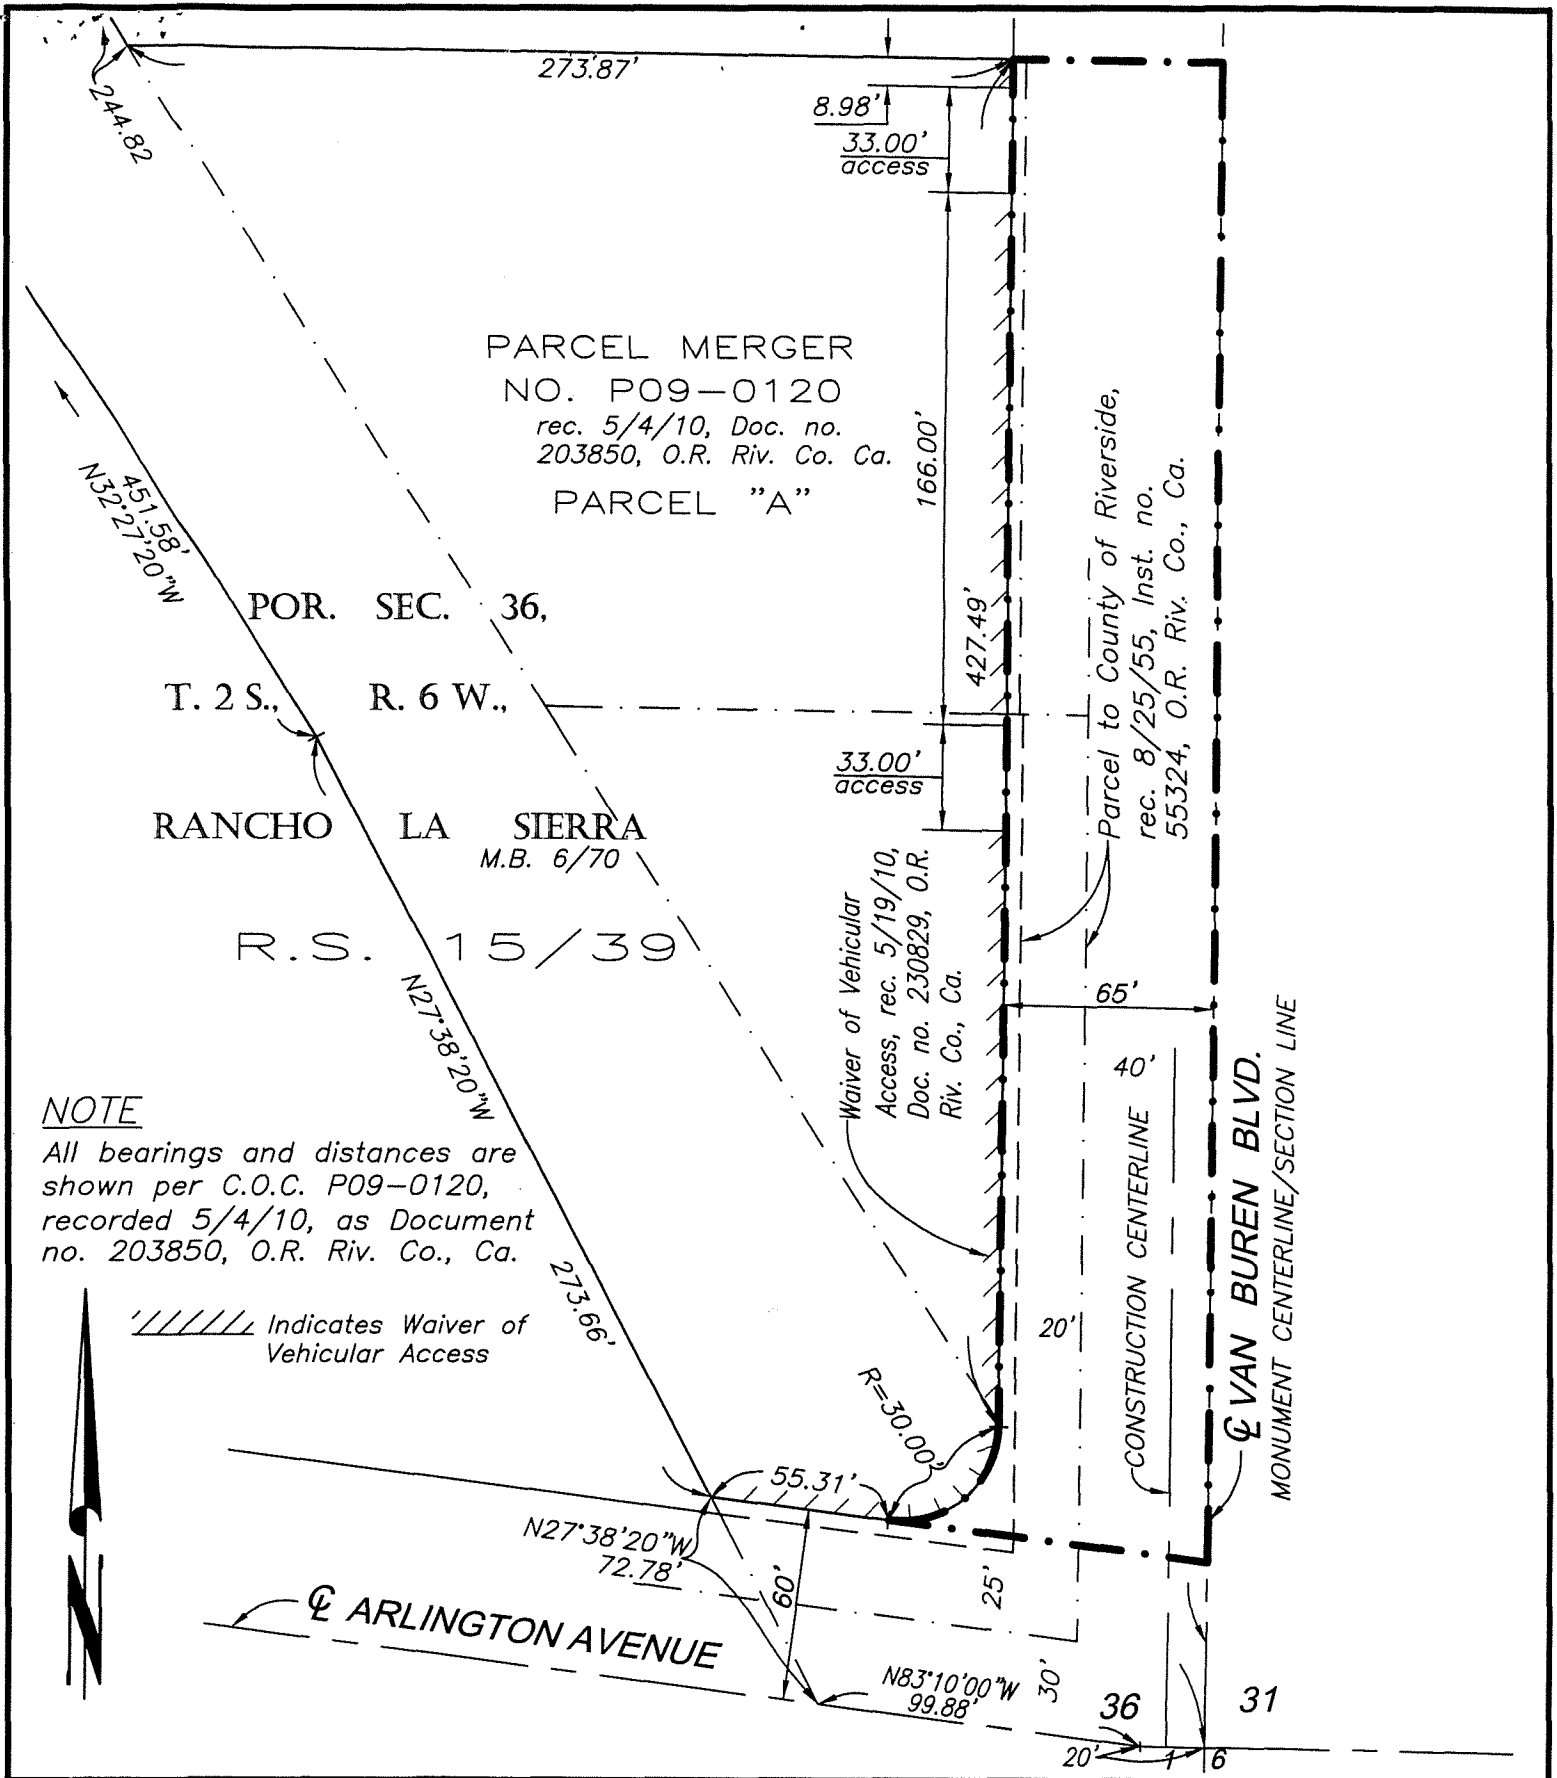 273.87'
244.82
8.98'
33.00'
access
PARCEL MERGER
NO. P09-0120
rec. 5/4/10, Doc. no.
203850, O.R. Riv. Co. Ca.
PARCEL "A"
166.00'
427.49'
Parcel to County of Riverside,
rec. 8/25/55, Inst. no.
55324, O.R. Riv. Co., Ca.
451.58'
N32°27'20"W
POR. SEC. 36,
T. 2 S., R. 6 W.,
RANCHO LA SIERRA
M.B. 6/70
R.S. 15/39
33.00'
access
Waiver of Vehicular
Access, rec. 5/19/10,
Doc. no. 230829, O.R.
Riv. Co., Ca.
65'
40'
N27°38'20"W
273.66'
NOTE
All bearings and distances are
shown per C.O.C. P09-0120,
recorded 5/4/10, as Document
no. 203850, O.R. Riv. Co., Ca.
Indicates Waiver of
Vehicular Access
CONSTRUCTION CENTERLINE
℄ VAN BUREN BLVD.
MONUMENT CENTERLINE/SECTION LINE
20'
R=30.00'
55.31'
N27°38'20"W
72.78'
60'
25'
℄ ARLINGTON AVENUE
N83°10'00"W
99.88'
30'
36
31
20'
1
6
N